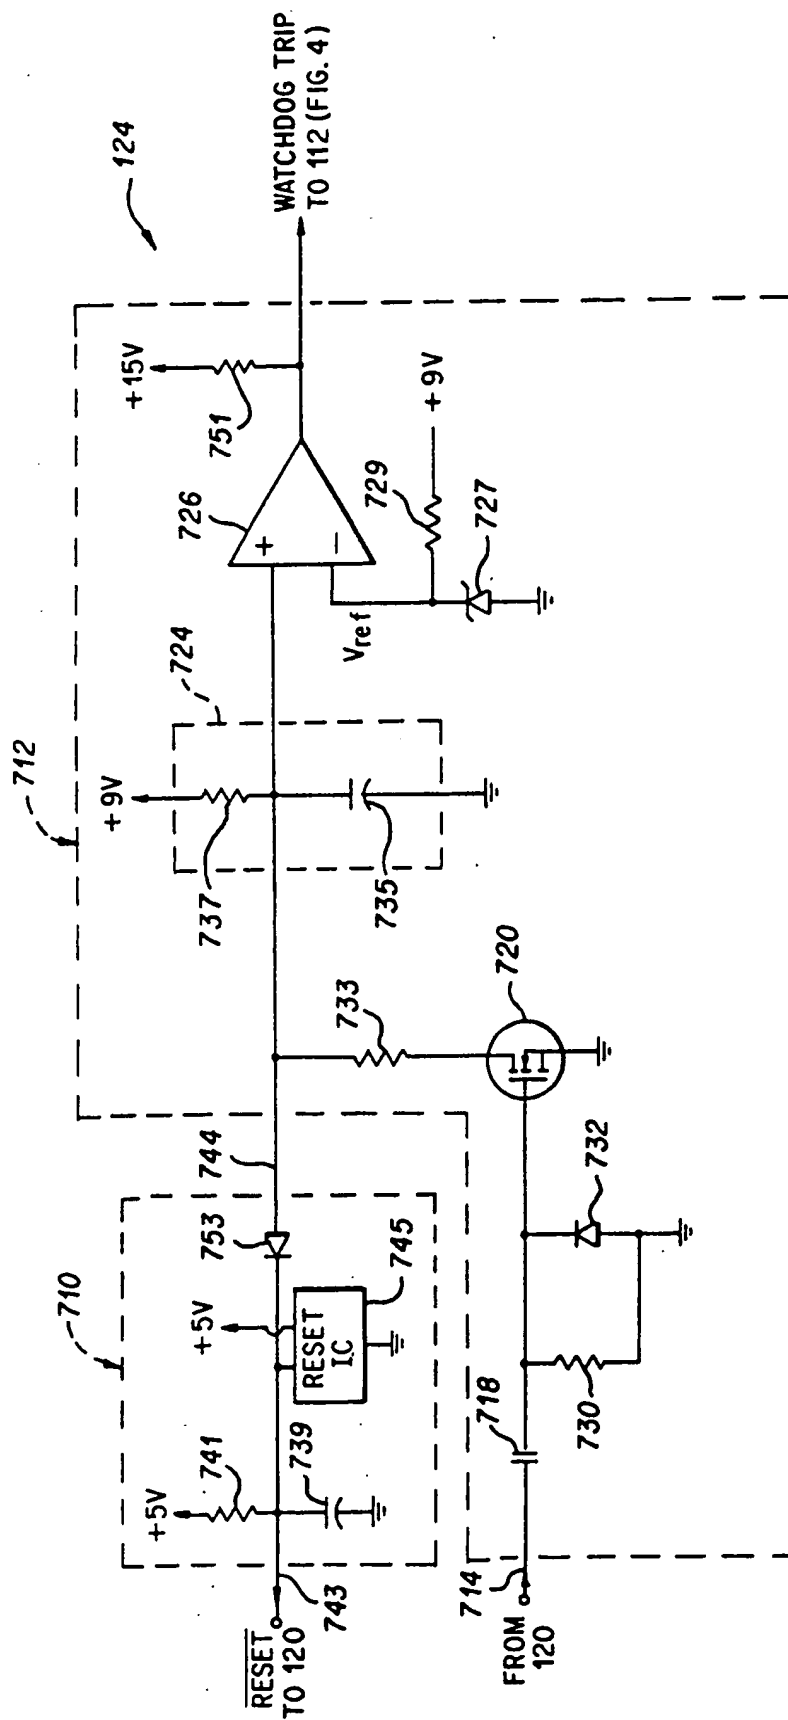 124
WATCHDOG TRIP
TO 112 (FIG. 4)
+15V
751
726
+
−
Vref
729
+9V
727
724
712
+9V
737
735
733
720
744
710
753
+5V
RESET
I.C.
745
+5V
741
739
743
RESET
TO 120
732
718
730
714
FROM
120